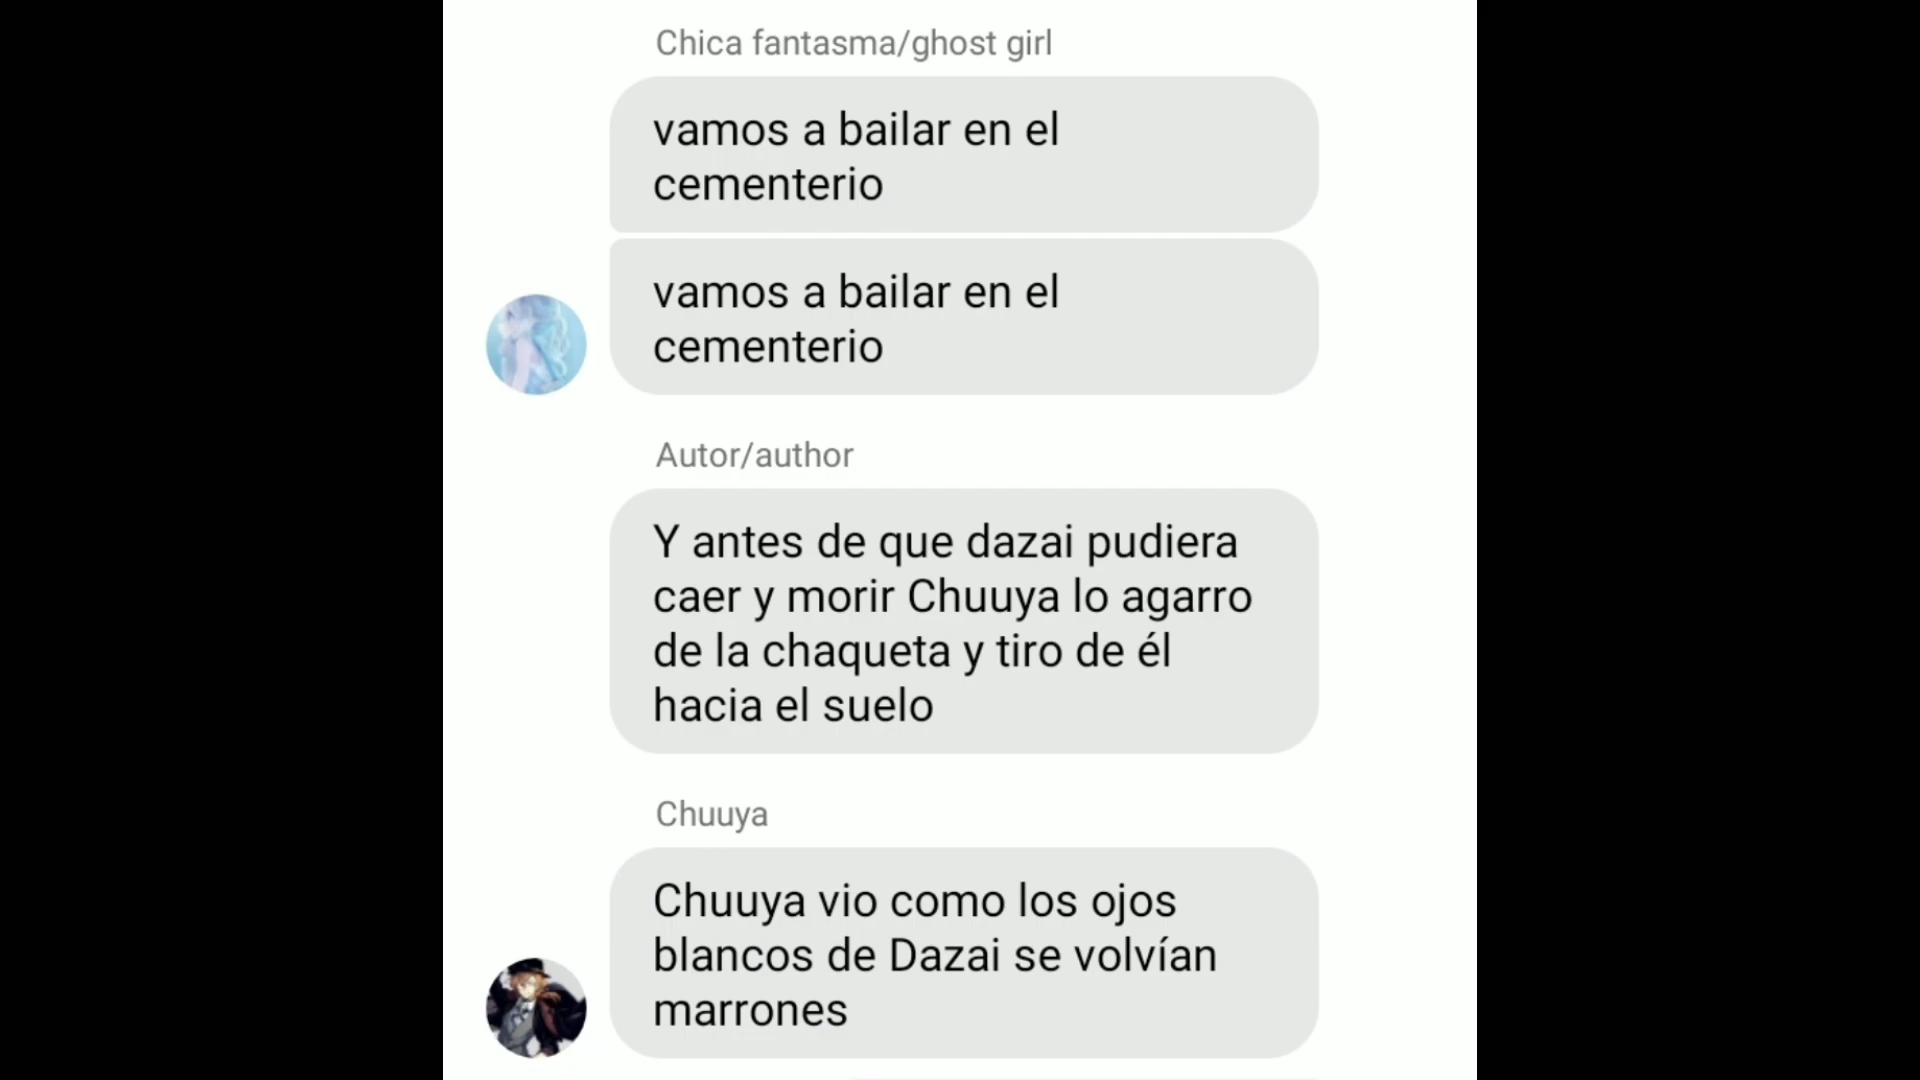 Chica fantasma/ghost girl
vamos a bailar en el
cementerio
vamos a bailar en el
cementerio
Autor/author
Y antes de que dazai pudiera
caer y morir Chuuya lo agarro
de la chaqueta y tiro de él
hacia el suelo
Chuuya
Chuuya vio como los ojos
blancos de Dazai se volvían
marrones